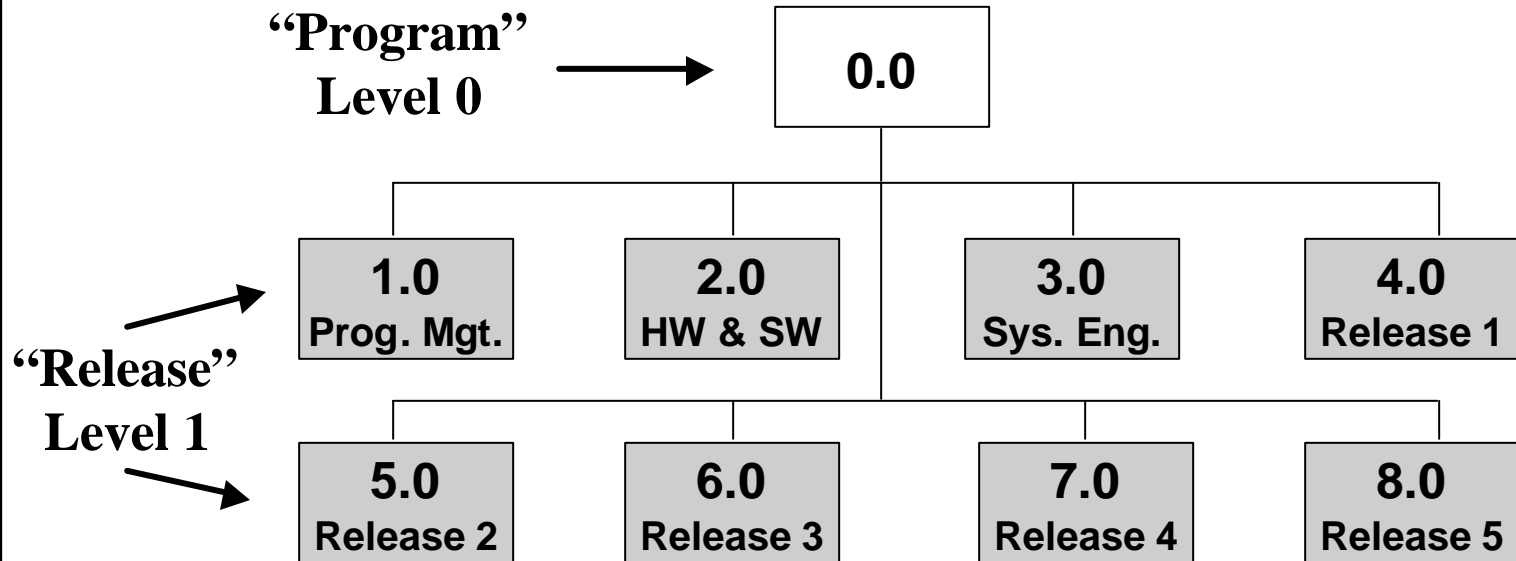 “Program”
Level 0
0.0
1.0
Prog. Mgt.
2.0
HW & SW
3.0
Sys. Eng.
4.0
Release 1
“Release”
Level 1
5.0
Release 2
6.0
Release 3
7.0
Release 4
8.0
Release 5